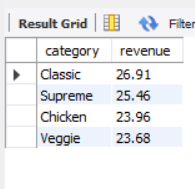 Result Grid Filter
category revenue
Classic 26.91
Supreme 25.46
Chicken 23.96
Veggie 23.68